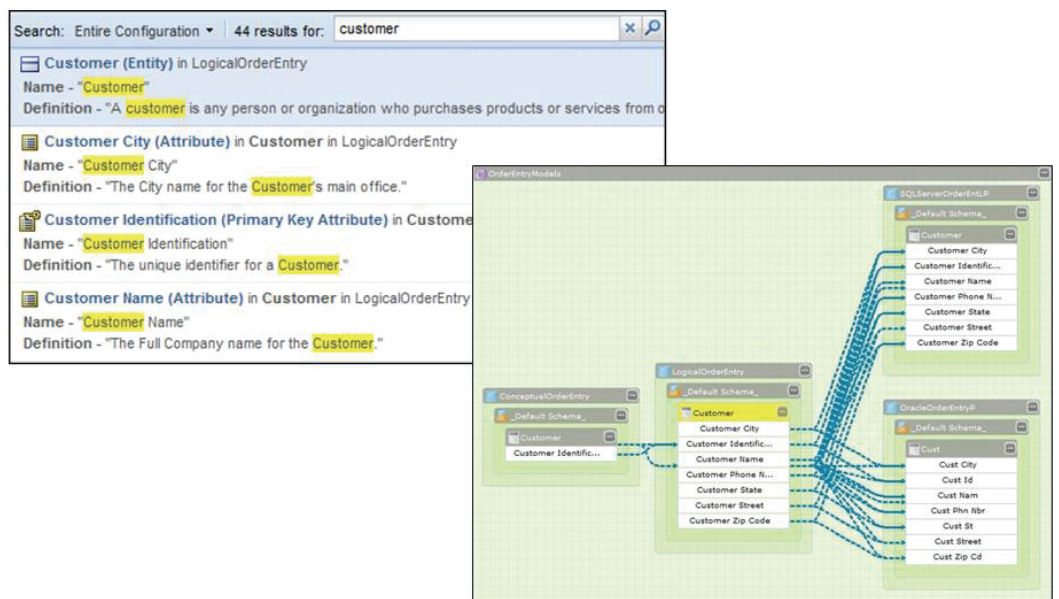 Search: Entire Configuration 44 results for: customer
Customer (Entity) in LogicalOrderEntry
Name - "Customer"
Definition - "A customer is any person or organization who purchases products or services from o
Customer City (Attribute) in Customer in LogicalOrderEntry
Name - "Customer City"
Definition - "The City name for the Customer's main office."
Customer Identification (Primary Key Attribute) in Custome
Name - "Customer Identification"
Definition - "The unique identifier for a Customer."
Customer Name (Attribute) in Customer in LogicalOrderEntry
Name - "Customer Name"
Definition - "The Full Company name for the Customer."
OrderEntryModels
ConceptualOrderEntry
_Default Schema_
Customer
Customer Identific...
LogicalOrderEntry
_Default Schema_
Customer
Customer City
Customer Identific...
Customer Name
Customer Phone N...
Customer State
Customer Street
Customer Zip Code
SQLServerOrderEntLP
_Default Schema_
Customer
Customer City
Customer Identific...
Customer Name
Customer Phone N...
Customer State
Customer Street
Customer Zip Code
OracleOrderEntryP
_Default Schema_
Cust
Cust City
Cust Id
Cust Nam
Cust Phn Nbr
Cust St
Cust Street
Cust Zip Cd